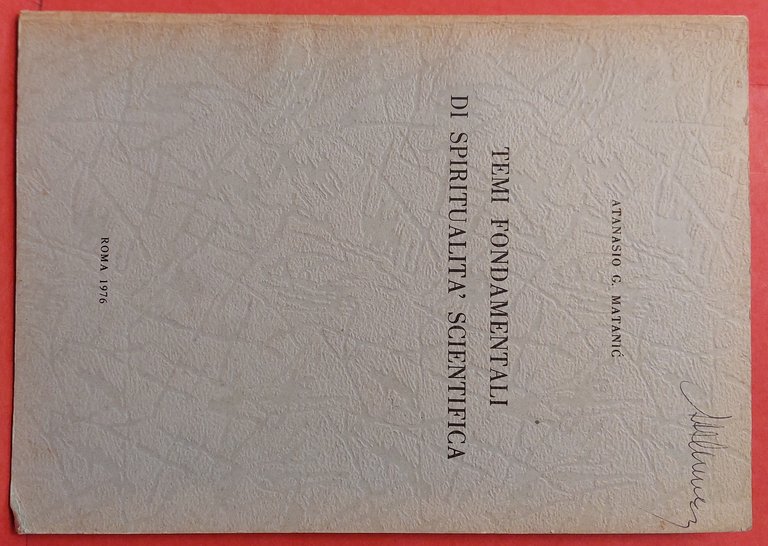 ATANASIO G. MATANIĆ
TEMI FONDAMENTALI
DI SPIRITUALITA' SCIENTIFICA
ROMA 1976